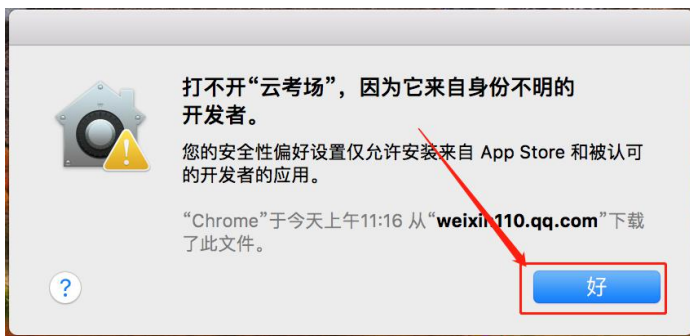 打不开“云考场”，因为它来自身份不明的
开发者。
您的安全性偏好设置仅允许安装来自 App Store 和被认可
的开发者的应用。
“Chrome”于今天上午11:16 从“weixin110.qq.com”下载
了此文件。
?
好